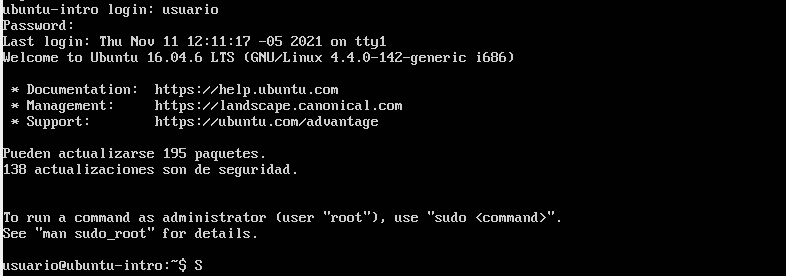 ubuntu-intro login: usuario
Password:
Last login: Thu Nov 11 12:11:17 -05 2021 on tty1
Welcome to Ubuntu 16.04.6 LTS (GNU/Linux 4.4.0-142-generic i686)
* Documentation:  https://help.ubuntu.com
* Management:     https://landscape.canonical.com
* Support:        https://ubuntu.com/advantage
Pueden actualizarse 195 paquetes.
138 actualizaciones son de seguridad.
To run a command as administrator (user "root"), use "sudo <command>".
See "man sudo_root" for details.
usuario@ubuntu-intro:~$ S